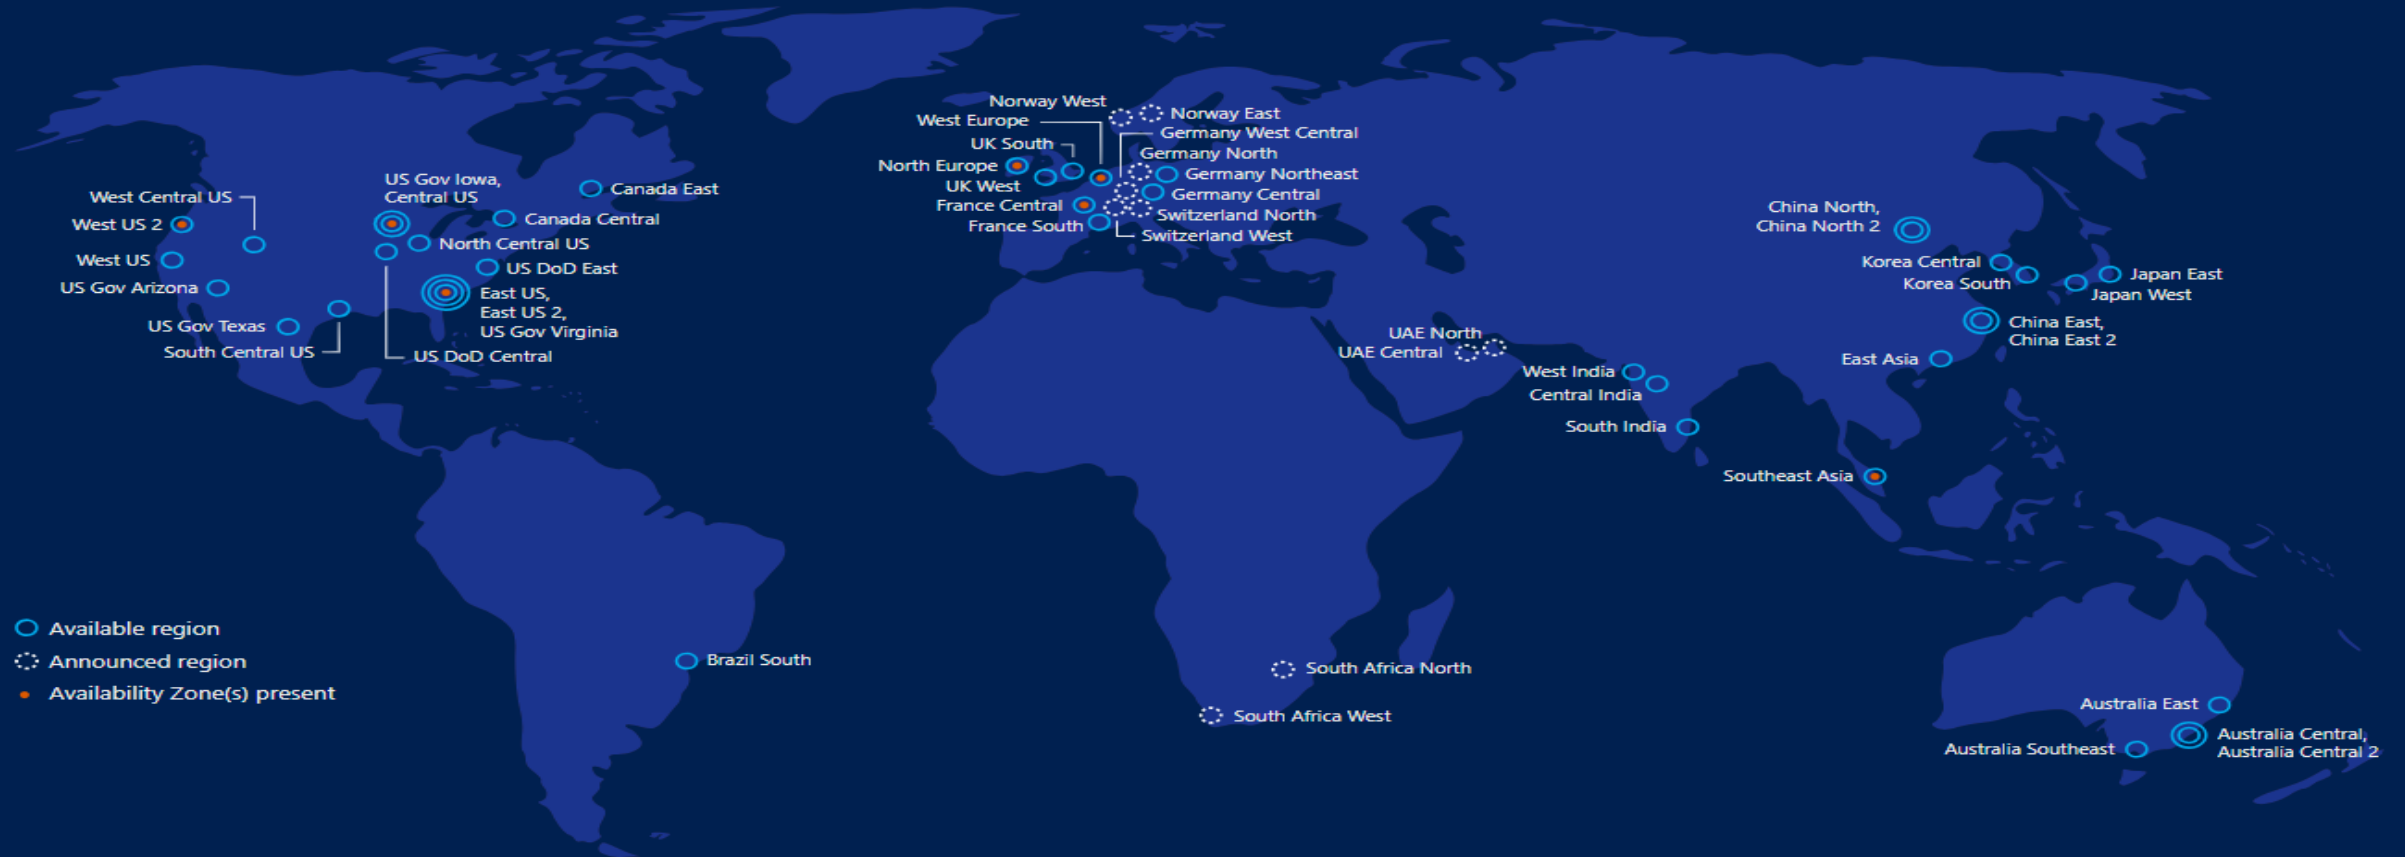 Norway West
Norway East
West Europe
Germany West Central
UK South
Germany North
North Europe
Germany Northeast
UK West
Germany Central
France Central
Switzerland North
France South
Switzerland West
West Central US
West US 2
West US
US Gov Arizona
US Gov Texas
South Central US
US Gov Iowa,
Central US
Canada East
Canada Central
North Central US
US DoD East
East US,
East US 2,
US Gov Virginia
US DoD Central
China North,
China North 2
Korea Central
Korea South
Japan East
Japan West
China East,
China East 2
East Asia
UAE North
UAE Central
West India
Central India
South India
Southeast Asia
Available region
Announced region
Availability Zone(s) present
Brazil South
South Africa North
South Africa West
Australia East
Australia Central,
Australia Central 2
Australia Southeast